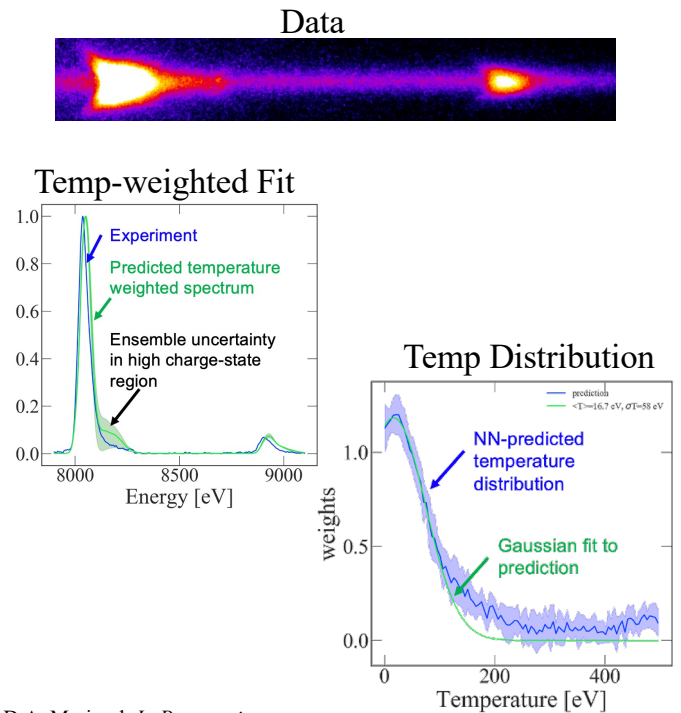 Data
Temp-weighted Fit
1.0
0.8
0.6
0.4
0.2
0.0
Experiment
Predicted temperature
weighted spectrum
Ensemble uncertainty
in high charge-state
region
8000 8500 9000
Energy [eV]
Temp Distribution
prediction
<T>=16.7 eV, σT=58 eV
1.0
0.5
0.0
weights
NN-predicted
temperature
distribution
Gaussian fit to
prediction
0 200 400
Temperature [eV]